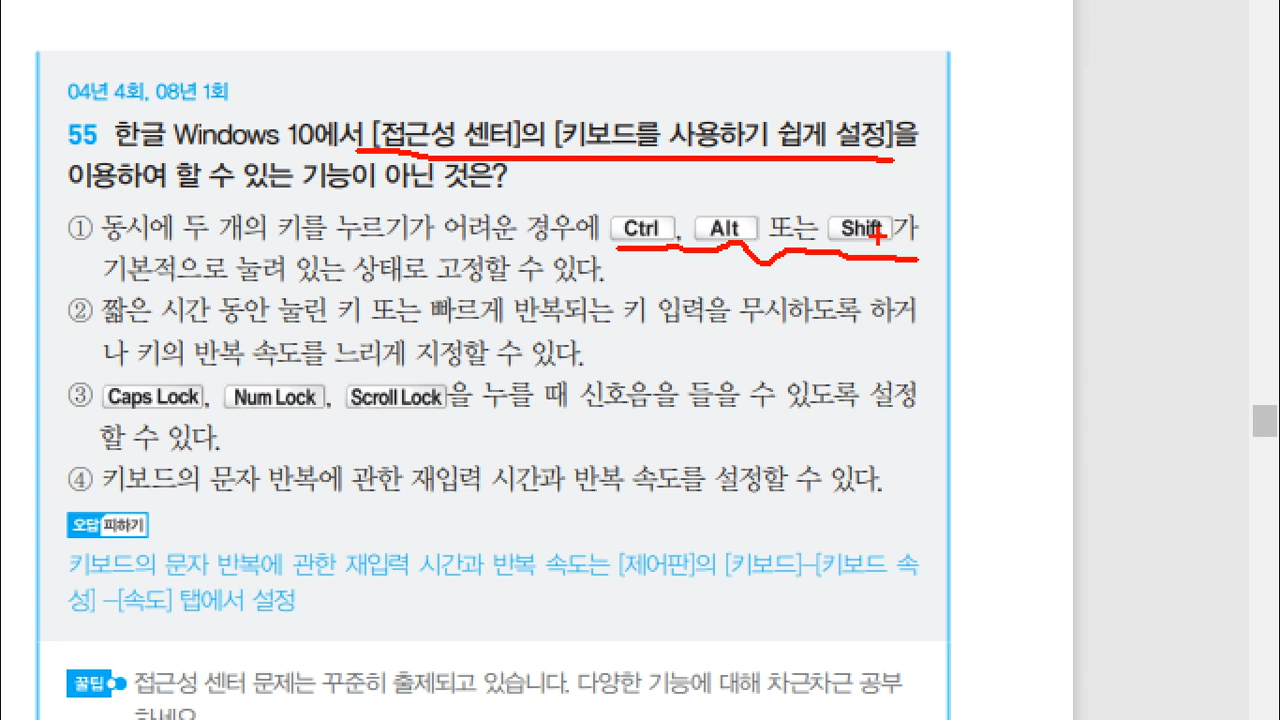 04년 4회, 08년 1회
55 한글 Windows 10에서 [접근성 센터]의 [키보드를 사용하기 쉽게 설정]을
이용하여 할 수 있는 기능이 아닌 것은?
① 동시에 두 개의 키를 누르기가 어려운 경우에 Ctrl, Alt 또는 Shift가
기본적으로 눌려 있는 상태로 고정할 수 있다.
② 짧은 시간 동안 눌린 키 또는 빠르게 반복되는 키 입력을 무시하도록 하거
나 키의 반복 속도를 느리게 지정할 수 있다.
③ Caps Lock, Num Lock, Scroll Lock을 누를 때 신호음을 들을 수 있도록 설정
할 수 있다.
④ 키보드의 문자 반복에 관한 재입력 시간과 반복 속도를 설정할 수 있다.
오답 피하기
키보드의 문자 반복에 관한 재입력 시간과 반복 속도는 [제어판]의 [키보드]–[키보드 속
성] –[속도] 탭에서 설정
꿀팁 접근성 센터 문제는 꾸준히 출제되고 있습니다. 다양한 기능에 대해 차근차근 공부
하세요